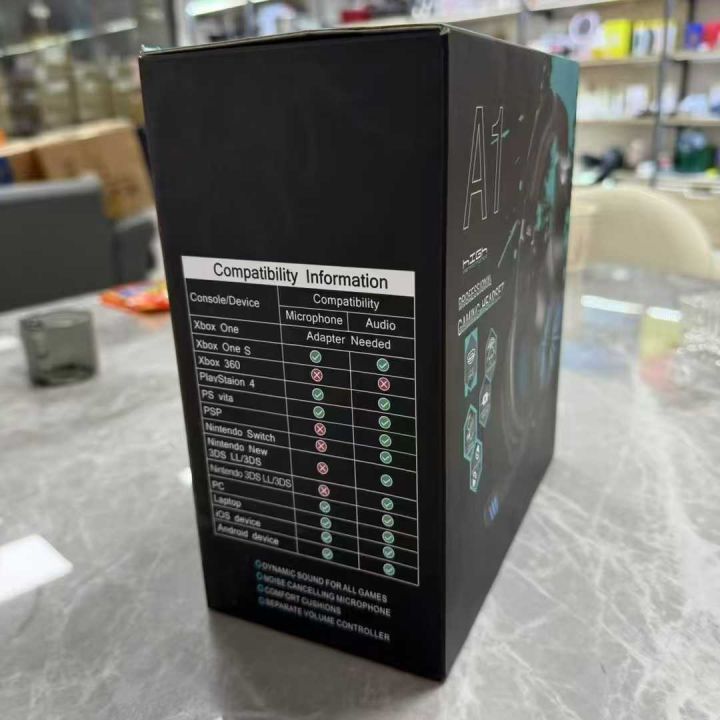 Compatibility Information
Console/Device
Compatibility
Microphone Audio
Xbox One Adapter Needed
Xbox One S
Xbox 360
PlayStaion 4
PS vita
PSP
Nintendo Switch
Nintendo New
3DS LL/3DS
Nintendo 3DS LL/3DS
PC
Laptop
iOS device
Android device
DYNAMIC SOUND FOR ALL GAMES
NOISE CANCELLING MICROPHONE
COMFORT CUSHIONS
SEPARATE VOLUME CONTROLLER
A1
HIGH
PROFESSIONAL
GAMING HEADSET